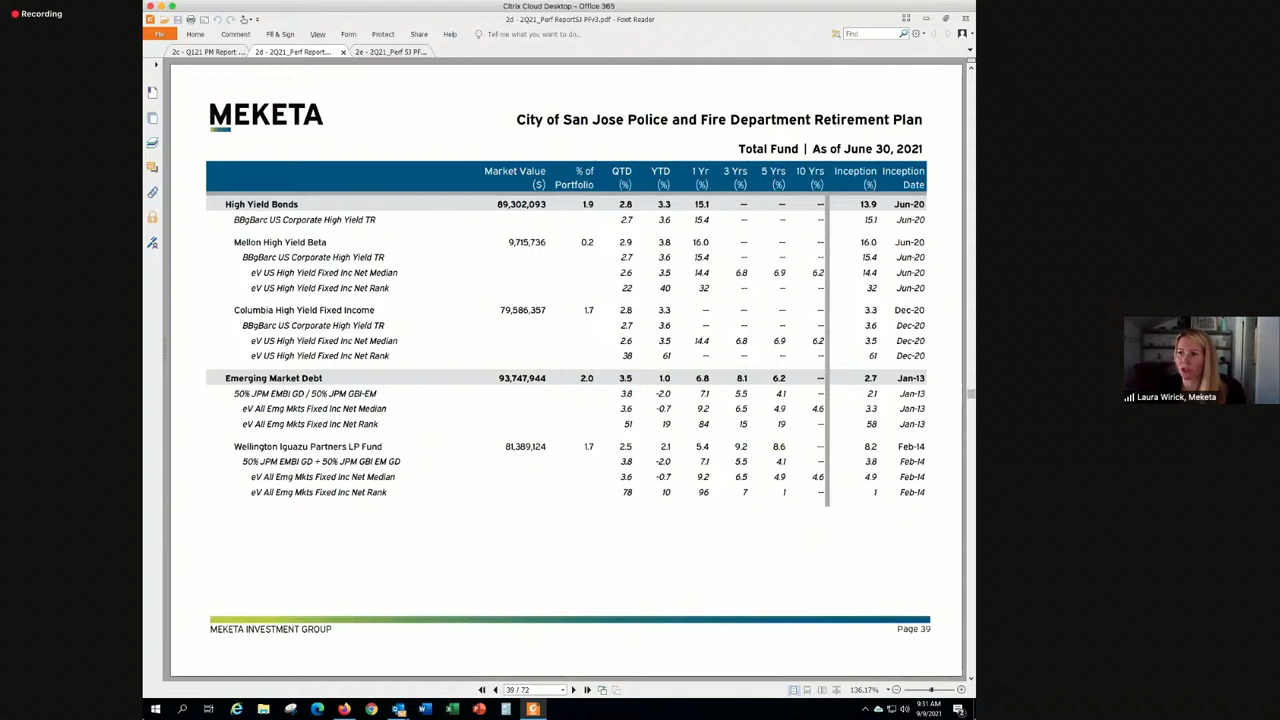 Recording
Citrix Cloud Desktop - Office 365
2d - 2Q21_Perf ReportSJ PFv3.pdf - Foxit Reader
File Home Comment Fill & Sign View Form Protect Share Help Tell me what you want to do... Find
2c - Q121 PM Report ... 2d - 2Q21_Perf Report... 2e - 2Q21_Perf SJ PF...
MEKETA
City of San Jose Police and Fire Department Retirement Plan
Total Fund | As of June 30, 2021
Market Value % of QTD YTD 1 Yr 3 Yrs 5 Yrs 10 Yrs Inception Inception
($) Portfolio (%) (%) (%) (%) (%) (%) (%) Date
High Yield Bonds 89,302,093 1.9 2.8 3.3 15.1 -- -- -- 13.9 Jun-20
BBgBarc US Corporate High Yield TR 2.7 3.6 15.4 -- -- -- 15.1 Jun-20
Mellon High Yield Beta 9,715,736 0.2 2.9 3.8 16.0 -- -- -- 16.0 Jun-20
BBgBarc US Corporate High Yield TR 2.7 3.6 15.4 -- -- -- 15.4 Jun-20
eV US High Yield Fixed Inc Net Median 2.6 3.5 14.4 6.8 6.9 6.2 14.4 Jun-20
eV US High Yield Fixed Inc Net Rank 22 40 32 -- -- -- 32 Jun-20
Columbia High Yield Fixed Income 79,586,357 1.7 2.8 3.3 -- -- -- -- 3.3 Dec-20
BBgBarc US Corporate High Yield TR 2.7 3.6 -- -- -- -- 3.6 Dec-20
eV US High Yield Fixed Inc Net Median 2.6 3.5 14.4 6.8 6.9 6.2 3.5 Dec-20
eV US High Yield Fixed Inc Net Rank 38 61 -- -- -- -- 61 Dec-20
Emerging Market Debt 93,747,944 2.0 3.5 1.0 6.8 8.1 6.2 -- 2.7 Jan-13
50% JPM EMBI GD / 50% JPM GBI-EM 3.8 -2.0 7.1 5.5 4.1 -- 2.1 Jan-13
eV All Emg Mkts Fixed Inc Net Median 3.6 -0.7 9.2 6.5 4.9 4.6 3.3 Jan-13
eV All Emg Mkts Fixed Inc Net Rank 51 19 84 15 19 -- 58 Jan-13
Wellington Iguazu Partners LP Fund 81,389,124 1.7 2.5 2.1 5.4 9.2 8.6 -- 8.2 Feb-14
50% JPM EMBI GD + 50% JPM GBI EM GD 3.8 -2.0 7.1 5.5 4.1 -- 3.8 Feb-14
eV All Emg Mkts Fixed Inc Net Median 3.6 -0.7 9.2 6.5 4.9 4.6 4.9 Feb-14
eV All Emg Mkts Fixed Inc Net Rank 78 10 96 7 1 -- 1 Feb-14
MEKETA INVESTMENT GROUP Page 39
Laura Wirick, Meketa
39 / 72 136.17%
9:31 AM
9/9/2021